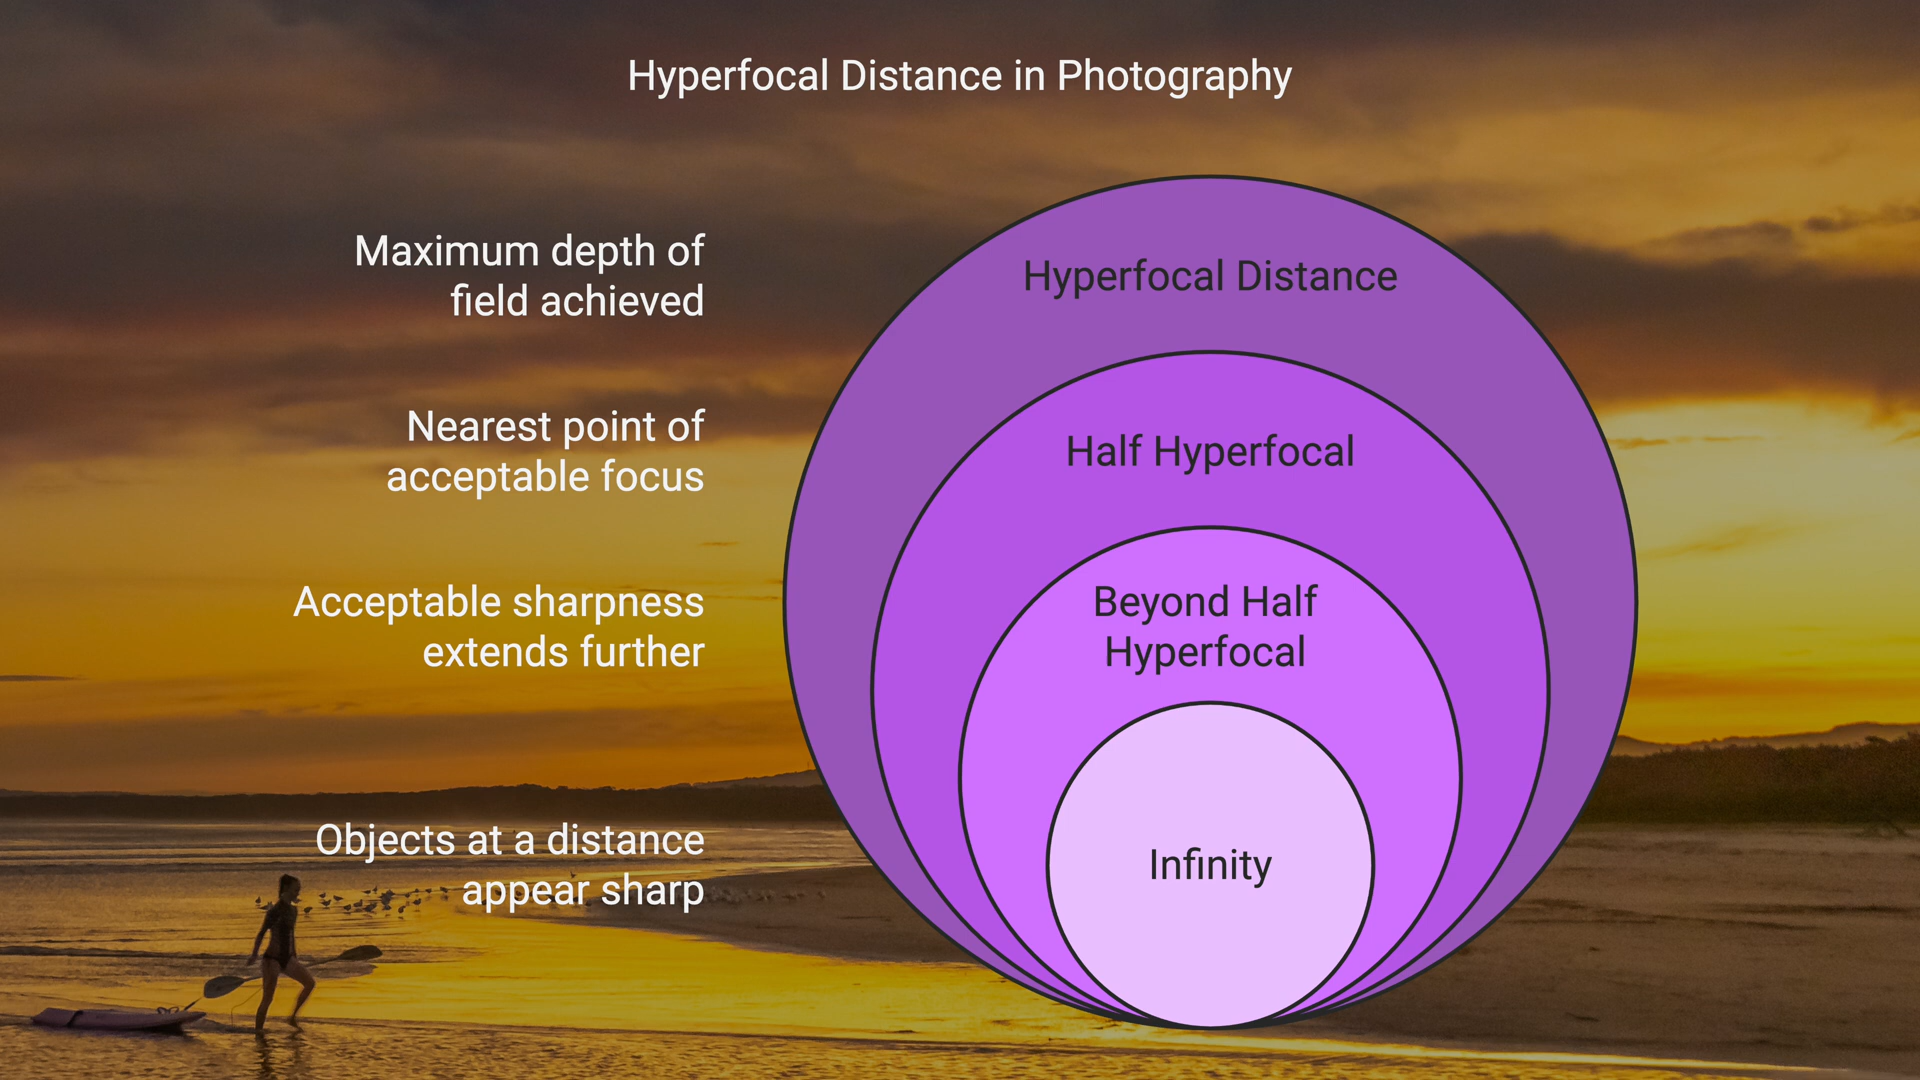 Hyperfocal Distance in Photography
Maximum depth of
field achieved
Hyperfocal Distance
Nearest point of
acceptable focus
Half Hyperfocal
Acceptable sharpness
extends further
Beyond Half
Hyperfocal
Objects at a distance
appear sharp
Infinity